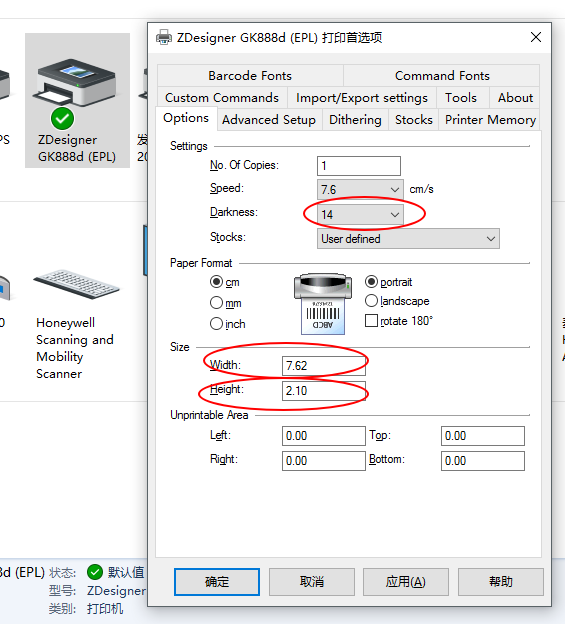 ZDesigner GK888d (EPL) 打印首选项
Barcode Fonts
Command Fonts
Custom Commands
Import/Export settings
Tools
About
Options
Advanced Setup
Dithering
Stocks
Printer Memory
Settings
No. Of Copies:
1
Speed:
7.6
cm/s
Darkness:
14
Stocks:
User defined
Paper Format
cm
mm
inch
ABCD
portrait
landscape
rotate 180°
Size
Width:
7.62
Height:
2.10
Unprintable Area
Left:
0.00
Top:
0.00
Right:
0.00
Bottom:
0.00
确定
取消
应用(A)
帮助
PS
ZDesigner
GK888d (EPL)
发
20
0
Honeywell
Scanning and
Mobility
Scanner
8d (EPL)
状态:
默认值
型号:
ZDesigner
类别:
打印机